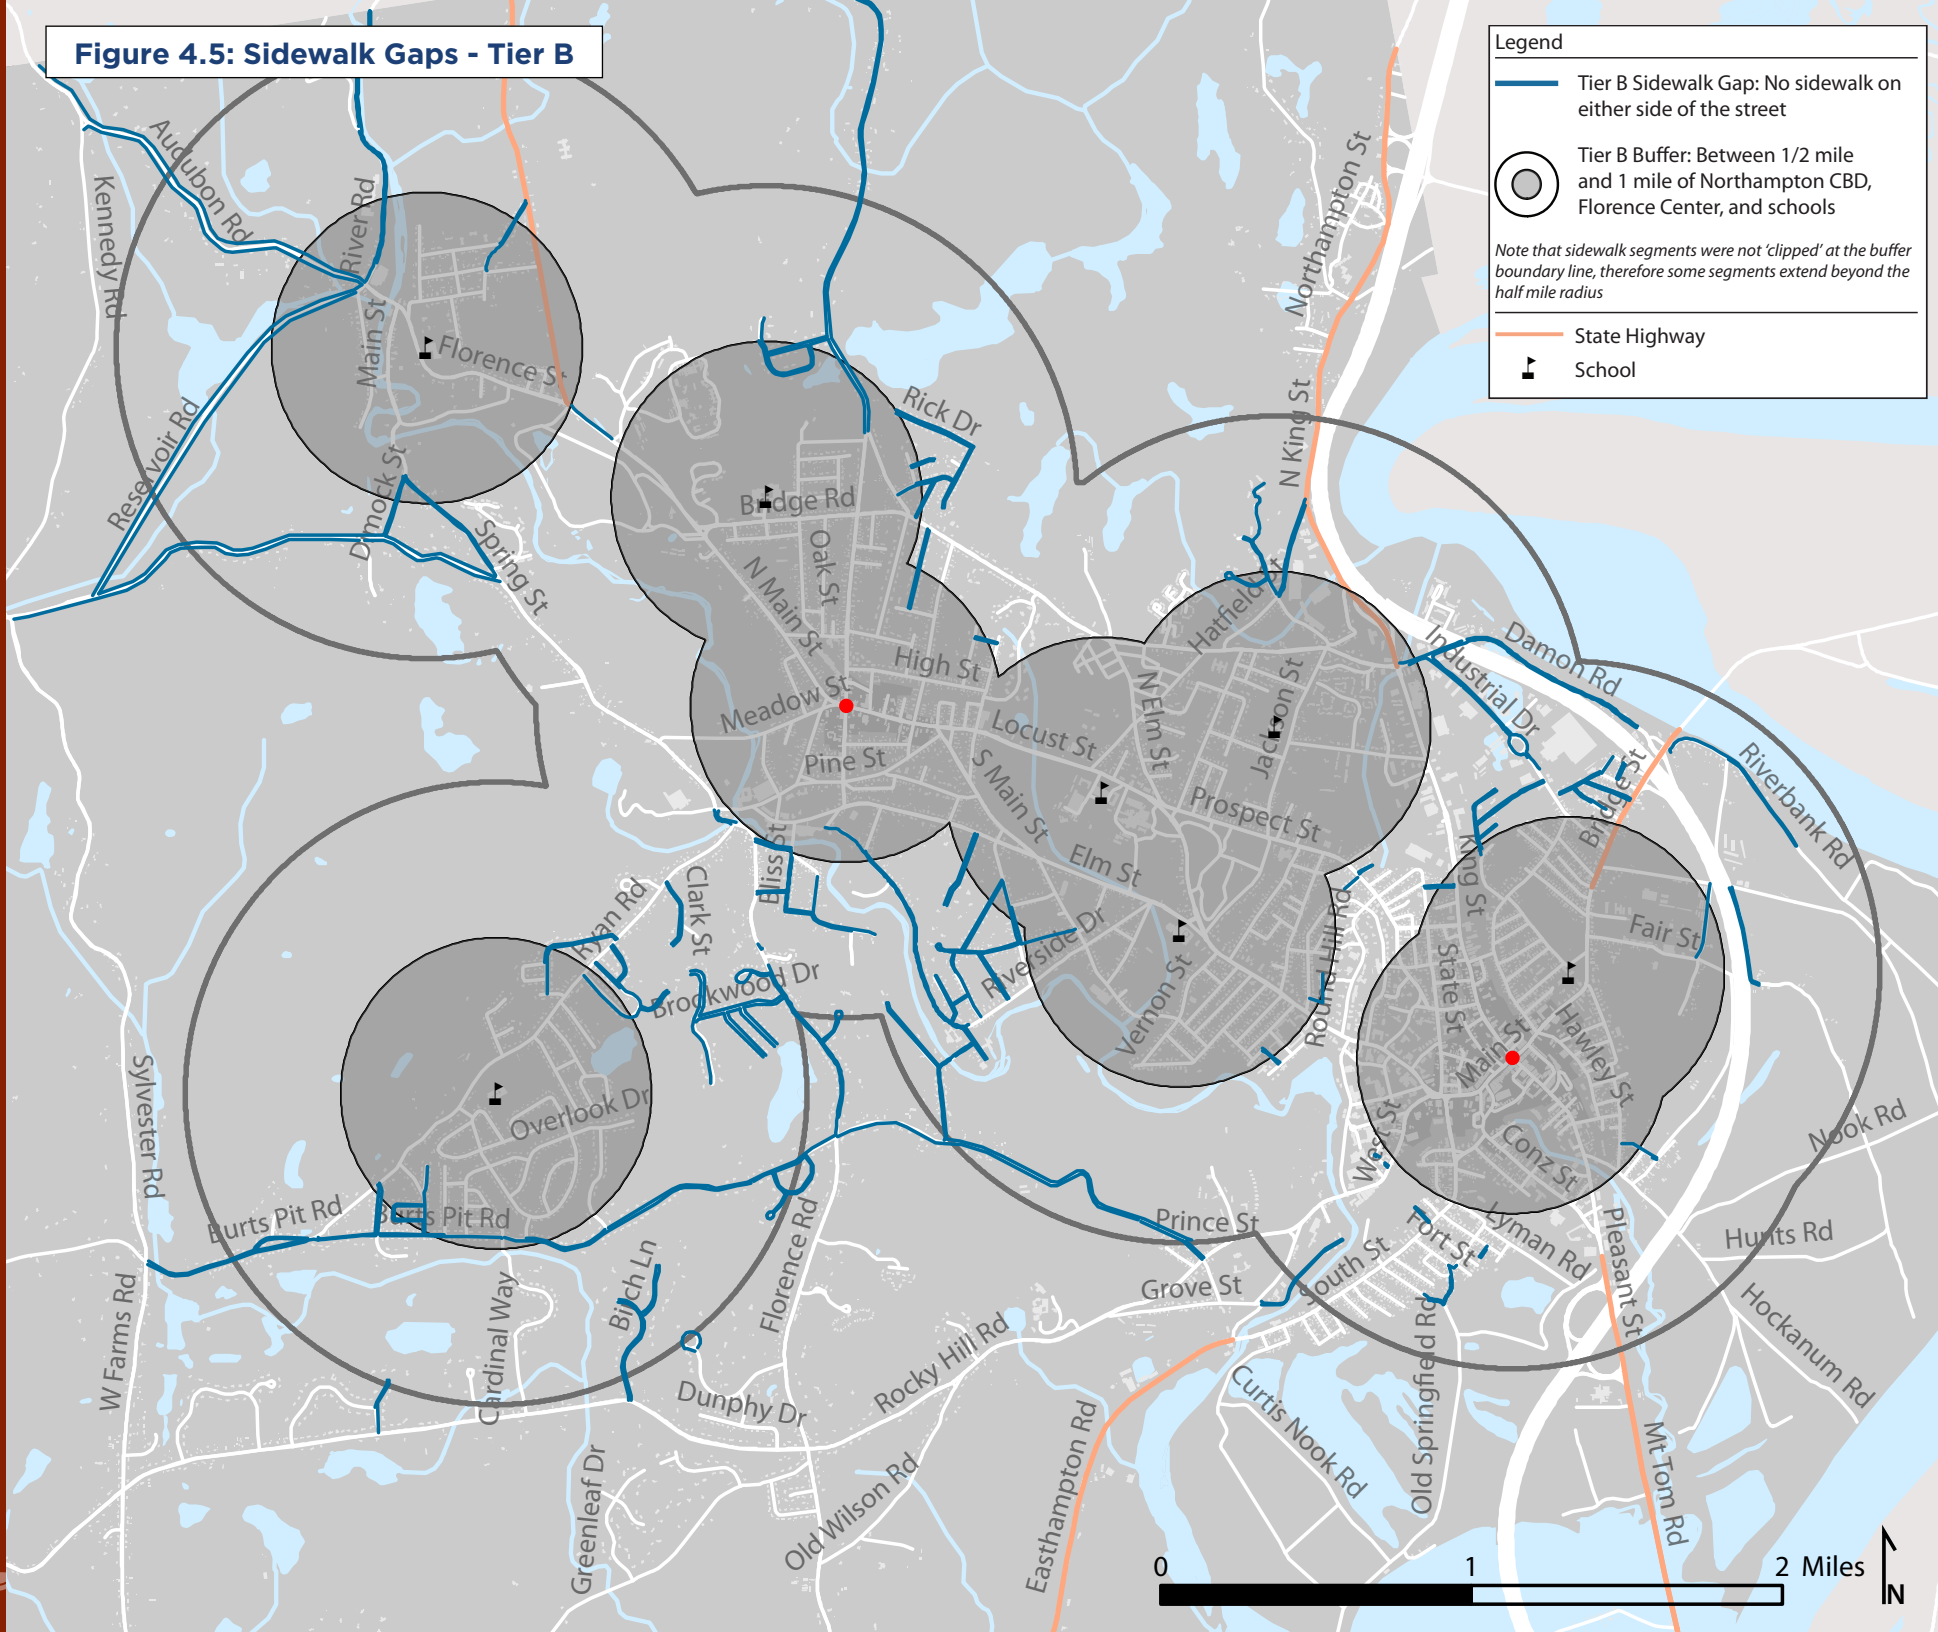 Figure 4.5: Sidewalk Gaps - Tier B
Legend
Tier B Sidewalk Gap: No sidewalk on
either side of the street
Tier B Buffer: Between 1/2 mile
and 1 mile of Northampton CBD,
Florence Center, and schools
Note that sidewalk segments were not ‘clipped’ at the buffer
boundary line, therefore some segments extend beyond the
half mile radius
State Highway
School
Audubon Rd
Kennedy Rd
River Rd
Main St
Florence St
Reservoir Rd
Dimock St
Spring St
Rick Dr
Bridge Rd
Oak St
N Main St
High St
Meadow St
Pine St
Locust St
S Main St
N Elm St
Elm St
Jackson St
Prospect St
Hatfield St
N King St
Northampton St
Industrial Dr
Damon Rd
Bridge St
Riverbank Rd
King St
Fair St
State St
Main St
Hawley St
Conz St
Round Hill Rd
Vernon St
Riverside Dr
Bliss St
Clark St
Ryan Rd
Brookwood Dr
Overlook Dr
Sylvester Rd
Burts Pit Rd
Burts Pit Rd
W Farms Rd
Cardinal Way
Birch Ln
Florence Rd
Dunphy Dr
Greenleaf Dr
Rocky Hill Rd
Old Wilson Rd
Prince St
Grove St
West St
South St
Fort St
Lyman Rd
Pleasant St
Nook Rd
Hunts Rd
Hockanum Rd
Curtis Nook Rd
Old Springfield Rd
Mt Tom Rd
Easthampton Rd
0
1
2 Miles
N